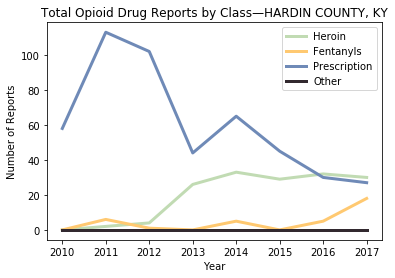 Total Opioid Drug Reports by Class—HARDIN COUNTY, KY
Number of Reports
100
80
60
40
20
0
Heroin
Fentanyls
Prescription
Other
2010 2011 2012 2013 2014 2015 2016 2017
Year